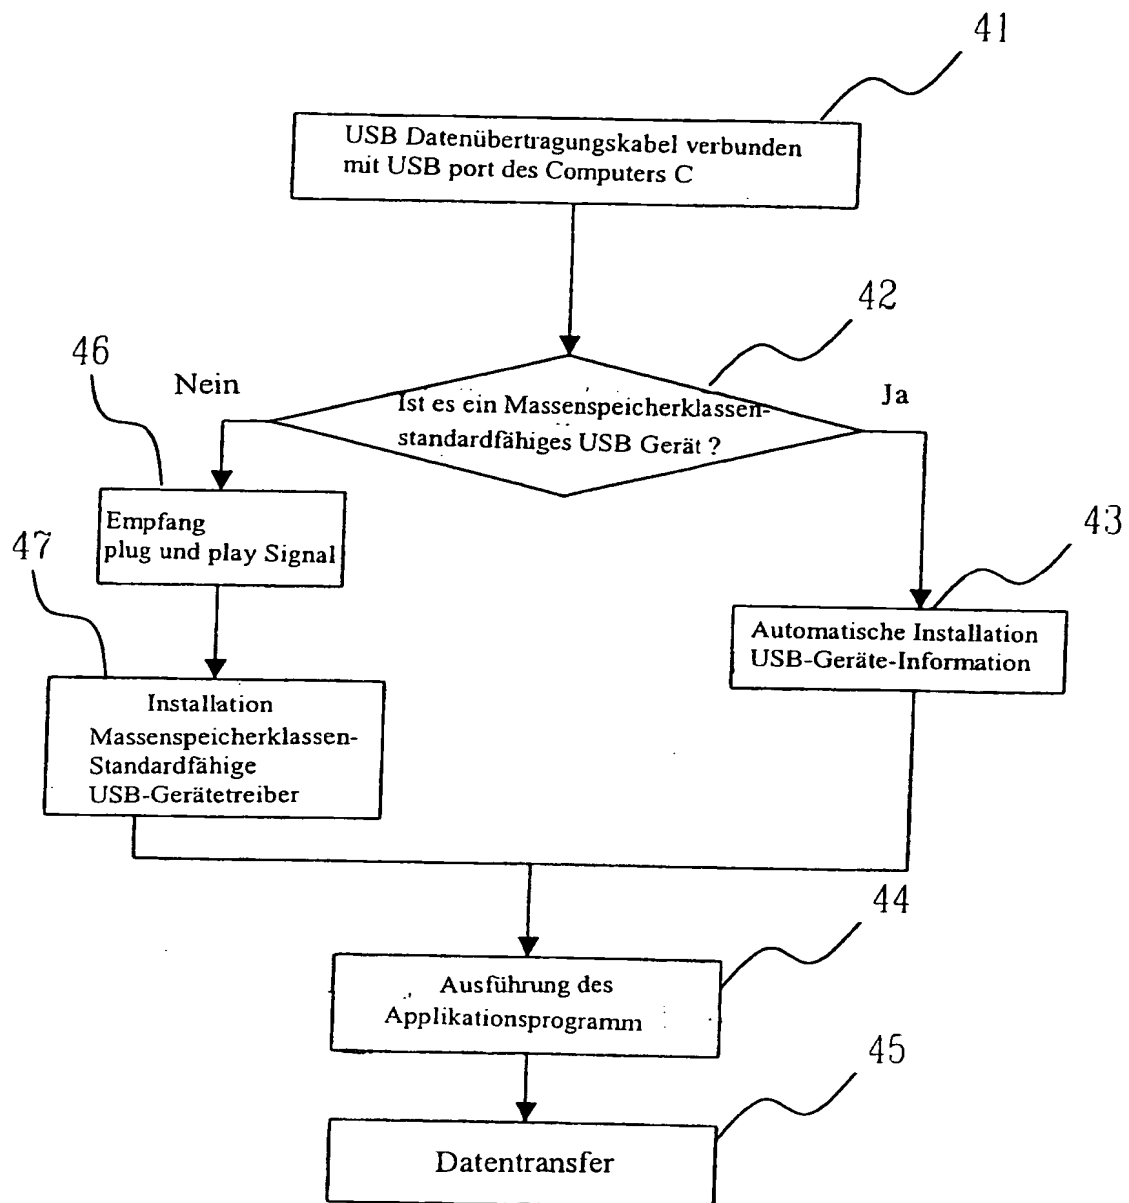 41
USB Datenübertragungskabel verbunden
mit USB port des Computers C
42
46
Nein
Ja
Ist es ein Massenspeicherklassen-
standardfähiges USB Gerät ?
43
Empfang
plug und play Signal
47
Automatische Installation
USB-Geräte-Information
Installation
Massenspeicherklassen-
Standardfähige
USB-Gerätetreiber
44
Ausführung des
Applikationsprogramm
45
Datentransfer